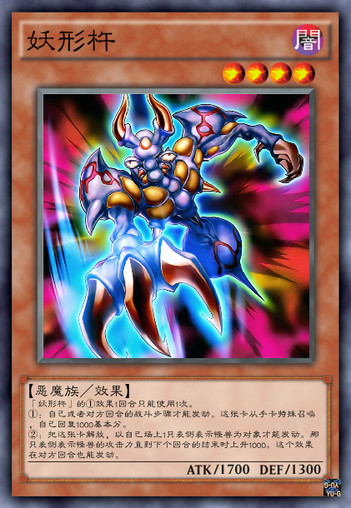 妖形杵
闇
【恶魔族／效果】
「妖形杵」的①效果1回合只能使用1次。
①：自己或者对方回合的战斗步骤才能发动。这张卡从手卡特殊召唤，
自己回复1000基本分。
②：把这张卡解放，以自己场上1只表侧表示怪兽为对象才能发动。那
只表侧表示怪兽的攻击力直到下个回合的结束时上升1000。这个效果
在对方回合也能发动。
ATK/1700 DEF/1300